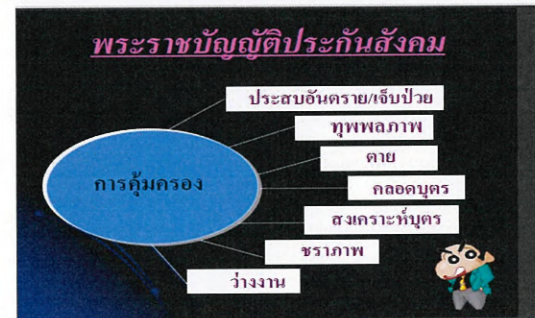 พระราชบัญญัติประกันสังคม
ประสบอันตราย/เจ็บป่วย
ทุพพลภาพ
ตาย
การคุ้มครอง
คลอดบุตร
สงเคราะห์บุตร
ชราภาพ
ว่างงาน